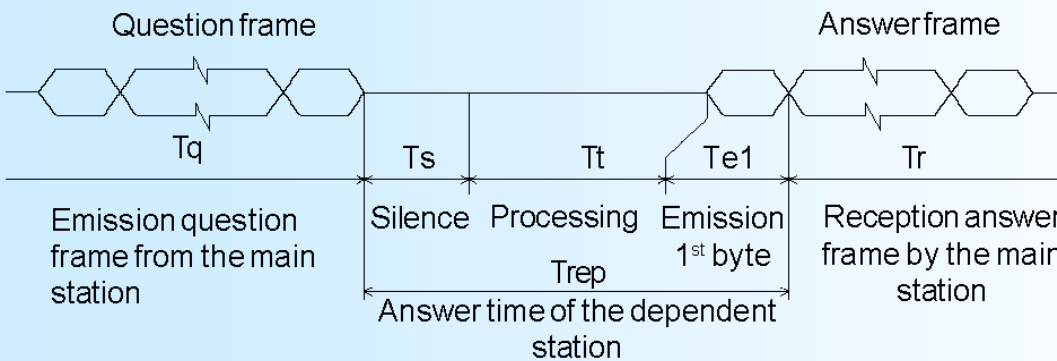 Question frame
Answer frame
Tq
Ts
Tt
Te1
Tr
Emission question
frame from the main
station
Silence
Processing
Emission
1st byte
Reception answer
frame by the main
station
Trep
Answer time of the dependent
station